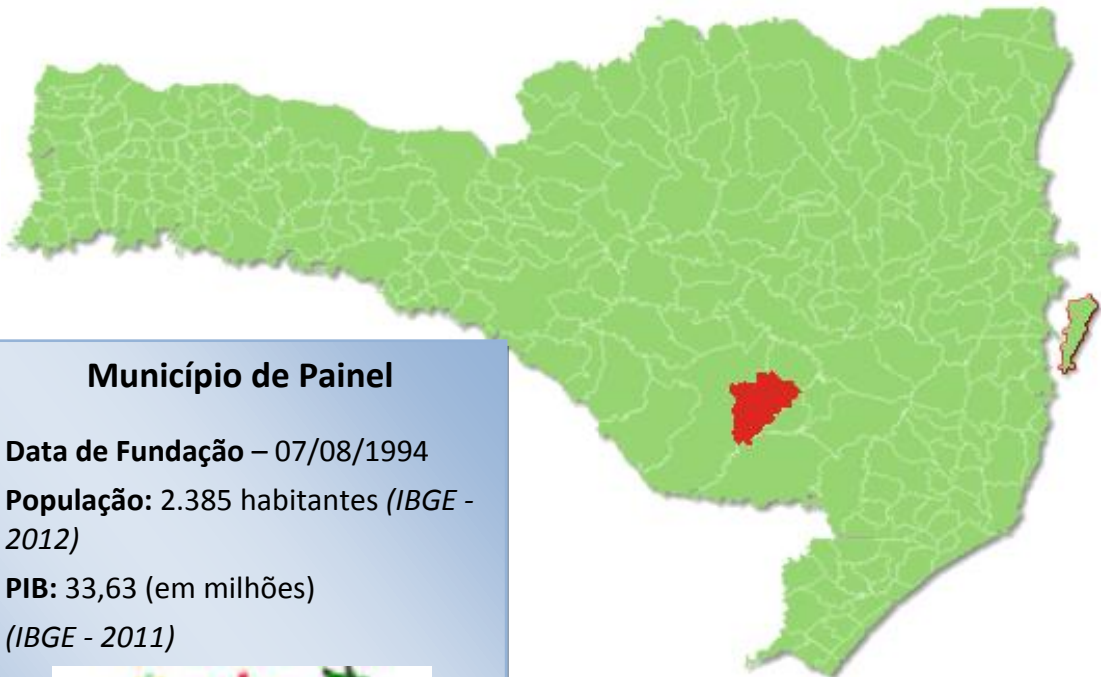 Município de Painel
Data de Fundação – 07/08/1994
População: 2.385 habitantes (IBGE -
2012)
PIB: 33,63 (em milhões)
(IBGE - 2011)